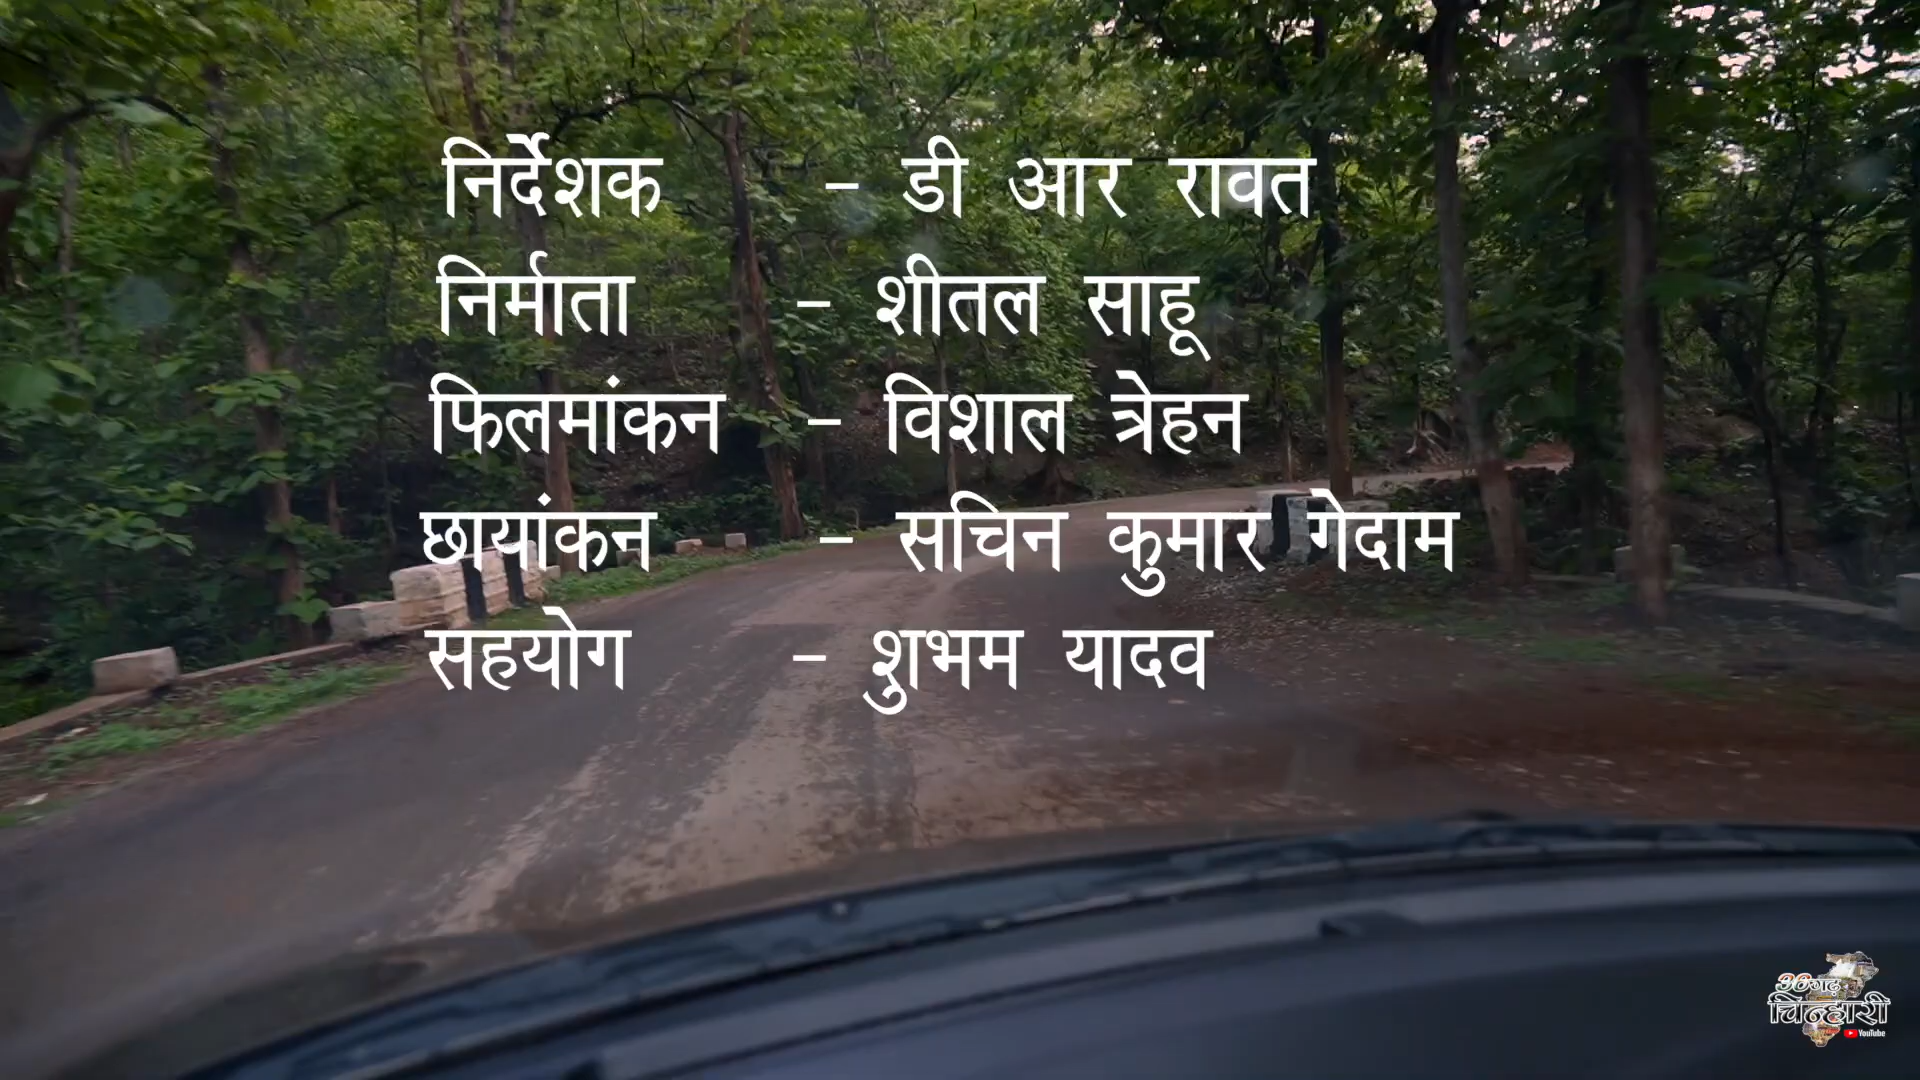 निर्देशक - डी आर रावत
निर्माता - शीतल साहू
फिलमांकन - विशाल त्रेहन
छायांकन - सचिन कुमार गेदाम
सहयोग - शुभम यादव
36गढ़
चिन्हारी
YouTube